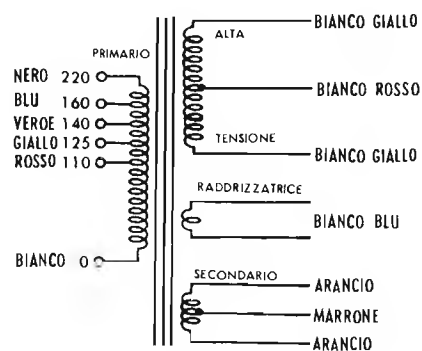 PRIMARIO
NERO 220
BLU 160
VEROE 140
GIALLO 125
ROSSO 110
BIANCO 0
ALTA
TENSIONE
BIANCO GIALLO
BIANCO ROSSO
BIANCO GIALLO
RADDRIZZATRICE
BIANCO BLU
SECONDARIO
ARANCIO
MARRONE
ARANCIO